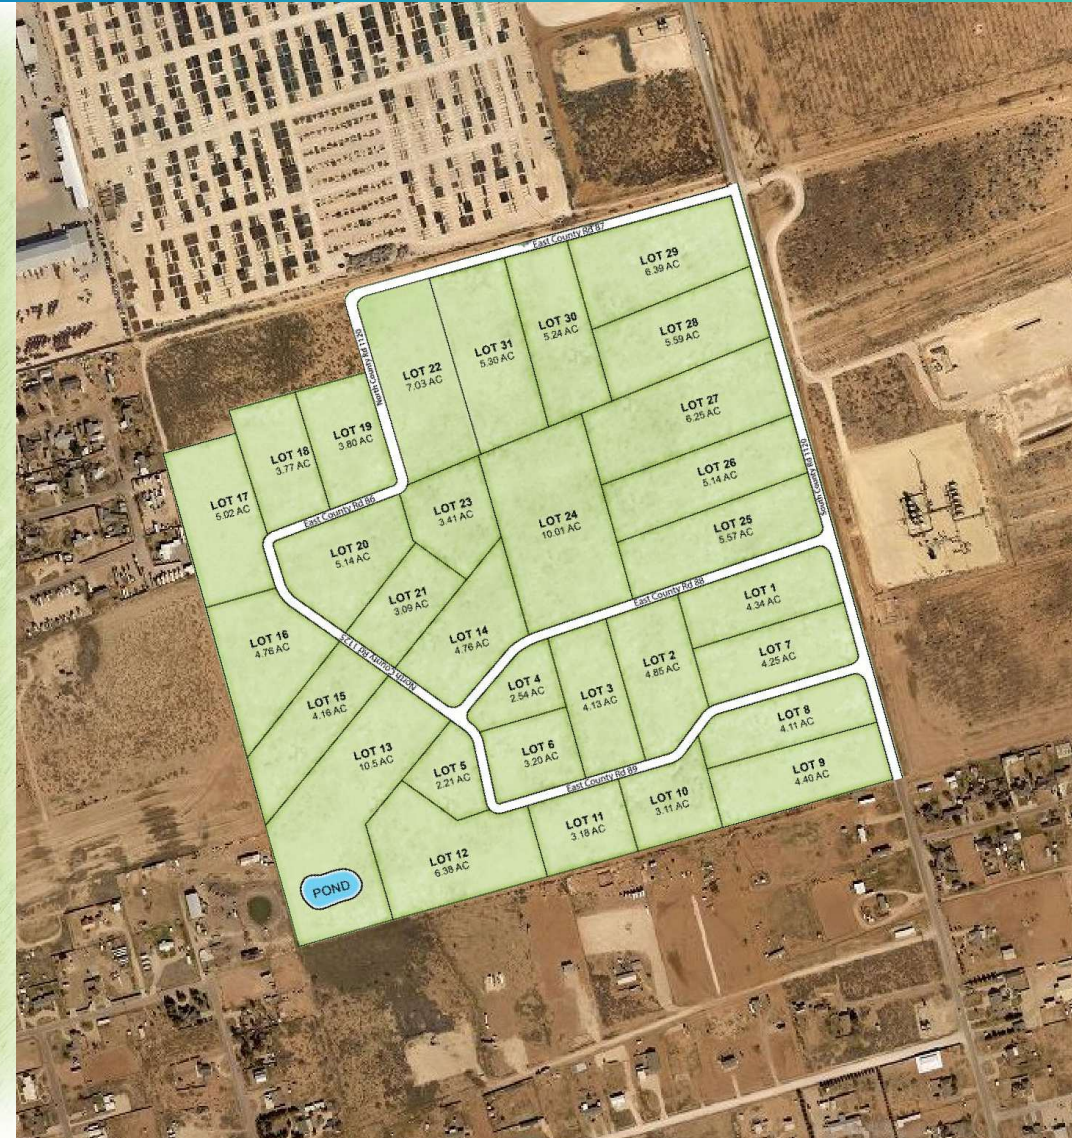 East County Rd 87
LOT 29
6.39 AC
LOT 30
5.24 AC
LOT 28
5.59 AC
North County Rd 1120
LOT 22
7.03 AC
LOT 31
5.30 AC
LOT 27
6.25 AC
LOT 19
3.80 AC
LOT 18
3.77 AC
LOT 26
5.14 AC
South County Rd 1120
LOT 17
5.02 AC
East County Rd 86
LOT 23
3.41 AC
LOT 24
10.01 AC
LOT 25
5.57 AC
LOT 20
5.14 AC
LOT 21
3.09 AC
East County Rd 88
LOT 1
4.34 AC
LOT 16
4.76 AC
LOT 14
4.76 AC
North County Rd 1125
LOT 7
4.25 AC
LOT 2
4.85 AC
LOT 4
2.54 AC
LOT 3
4.13 AC
LOT 15
4.16 AC
LOT 8
4.11 AC
LOT 13
10.5 AC
LOT 6
3.20 AC
LOT 5
2.21 AC
East County Rd 89
LOT 9
4.40 AC
LOT 10
3.11 AC
LOT 11
3.18 AC
LOT 12
6.38 AC
POND